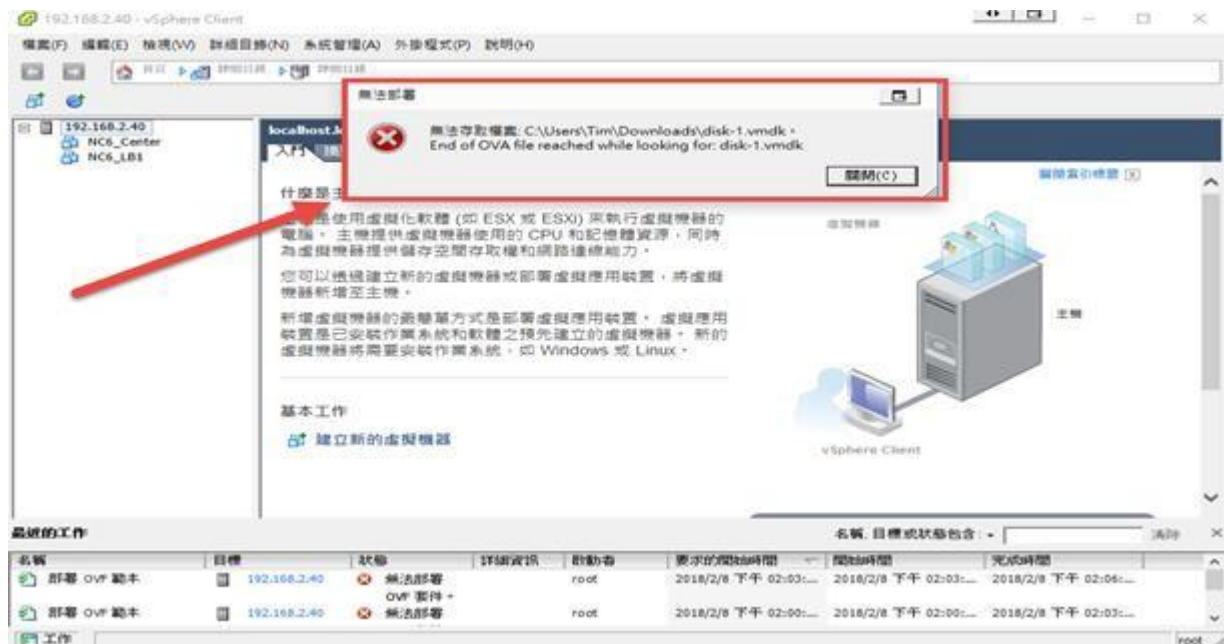 192.168.2.40 - vSphere Client
檔案(F) 編輯(E) 檢視(W) 詳細目錄(N) 系統管理(A) 外掛程式(P) 說明(H)
無法部署
無法存取檔案: C:\Users\Tim\Downloads\disk-1.vmdk。
End of OVA file reached while looking for: disk-1.vmdk
關閉(C)
192.168.2.40
NC6_Center
NC6_LB1
入門
關閉索引標籤 [X]
什麼是主
是使用虛擬化軟體 (如 ESX 或 ESXi) 來執行虛擬機器的
電腦。 主機提供虛擬機器使用的 CPU 和記憶體資源,同時
為虛擬機器提供儲存空間存取權和網路連線能力。
您可以透過建立新的虛擬機器或部署虛擬應用裝置,將虛擬
機器新增至主機。
新增虛擬機器的最簡單方式是部署虛擬應用裝置。 虛擬應用
裝置是已安裝作業系統和軟體之預先建立的虛擬機器。 新的
虛擬機器將需要安裝作業系統,如 Windows 或 Linux。
虛擬機器
主機
vSphere Client
基本工作
建立新的虛擬機器
最近的工作
名稱, 目標或狀態包含:
清除
名稱 目標 狀態 詳細資訊 啟動者 要求的開始時間 開始時間 完成時間
部署 OVF 範本 192.168.2.40 無法部署 OVF 套件。 root 2018/2/8 下午 02:03:... 2018/2/8 下午 02:03:... 2018/2/8 下午 02:06:...
部署 OVF 範本 192.168.2.40 無法部署 root 2018/2/8 下午 02:00:... 2018/2/8 下午 02:00:... 2018/2/8 下午 02:03:...
工作
root